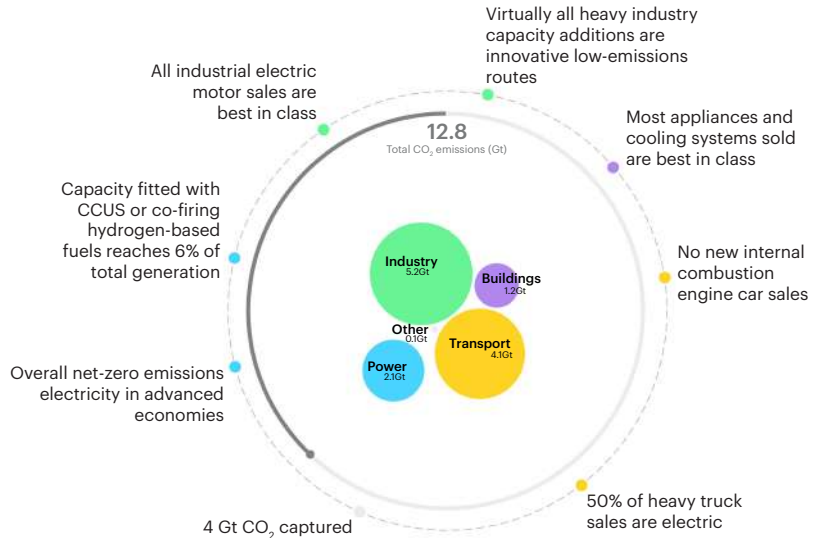 Virtually all heavy industry
capacity additions are
innovative low-emissions
routes
All industrial electric
motor sales are
best in class
12.8
Total CO₂ emissions (Gt)
Most appliances and
cooling systems sold
are best in class
Capacity fitted with
CCUS or co-firing
hydrogen-based
fuels reaches 6% of
total generation
Industry
5.2Gt
Buildings
1.2Gt
No new internal
combustion
engine car sales
Other
0.1Gt
Transport
4.1Gt
Power
2.1Gt
Overall net-zero emissions
electricity in advanced
economies
50% of heavy truck
sales are electric
4 Gt CO₂ captured